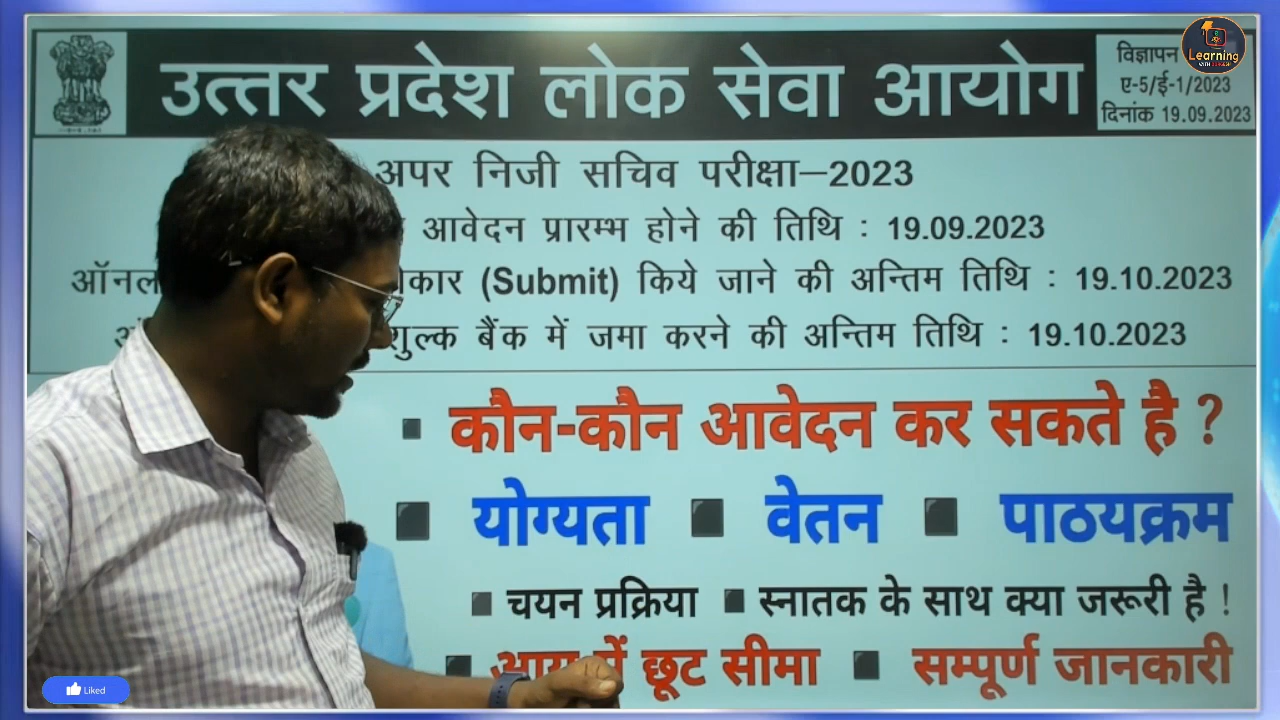 उत्तर प्रदेश लोक सेवा आयोग
विज्ञापन
ए-5/ई-1/2023
दिनांक 19.09.2023
Learning
अपर निजी सचिव परीक्षा–2023
आवेदन प्रारम्भ होने की तिथि : 19.09.2023
(Submit) किये जाने की अन्तिम तिथि : 19.10.2023
शुल्क बैंक में जमा करने की अन्तिम तिथि : 19.10.2023
▪ कौन-कौन आवेदन कर सकते है ?
▪ योग्यता ▪ वेतन ▪ पाठयक्रम
▪ चयन प्रक्रिया ▪ स्नातक के साथ क्या जरूरी है !
▪ में छूट सीमा ▪ सम्पूर्ण जानकारी
Liked